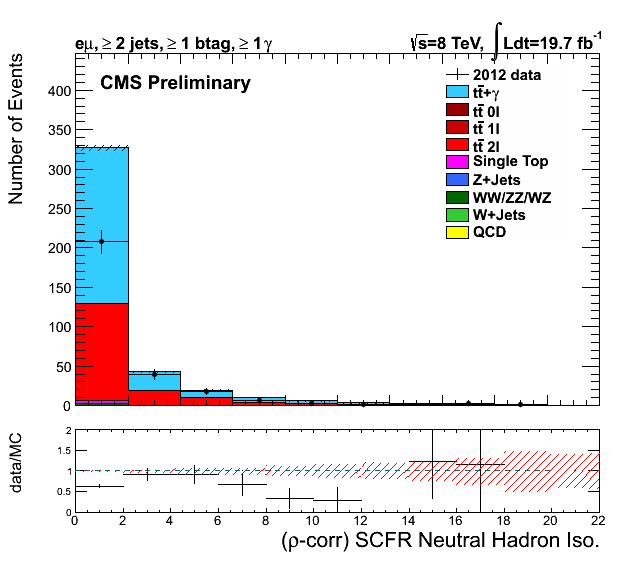 eμ, ≥ 2 jets, ≥ 1 btag, ≥ 1γ
√s=8 TeV, ∫Ldt=19.7 fb⁻¹
CMS Preliminary
2012 data
tt̄+γ
tt̄ 0l
tt̄ 1l
tt̄ 2l
Single Top
Z+Jets
WW/ZZ/WZ
W+Jets
QCD
Number of Events
400
350
300
250
200
150
100
50
0
data/MC
2
1.5
1
0.5
0
0 2 4 6 8 10 12 14 16 18 20 22
(ρ-corr) SCFR Neutral Hadron Iso.